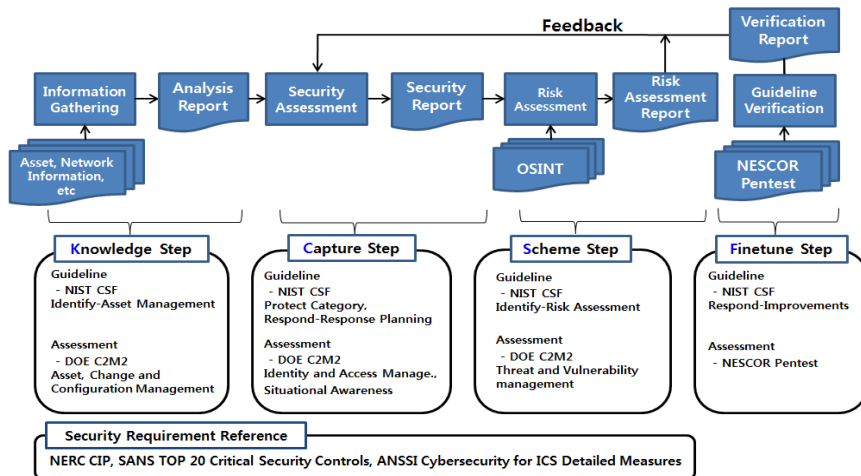 Feedback
Verification
Report
Information
Gathering
Analysis
Report
Security
Assessment
Security
Report
Risk
Assessment
Risk
Assessment
Report
Guideline
Verification
Asset, Network
Information,
etc
OSINT
NESCOR
Pentest
Knowledge Step
Guideline
- NIST CSF
Identify-Asset Management
Assessment
- DOE C2M2
Asset, Change and
Configuration Management
Capture Step
Guideline
- NIST CSF
Protect Category,
Respond-Response Planning
Assessment
- DOE C2M2
Identity and Access Manage.,
Situational Awareness
Scheme Step
Guideline
- NIST CSF
Identify-Risk Assessment
Assessment
- DOE C2M2
Threat and Vulnerability
management
Finetune Step
Guideline
- NIST CSF
Respond-Improvements
Assessment
- NESCOR Pentest
Security Requirement Reference
NERC CIP, SANS TOP 20 Critical Security Controls, ANSSI Cybersecurity for ICS Detailed Measures